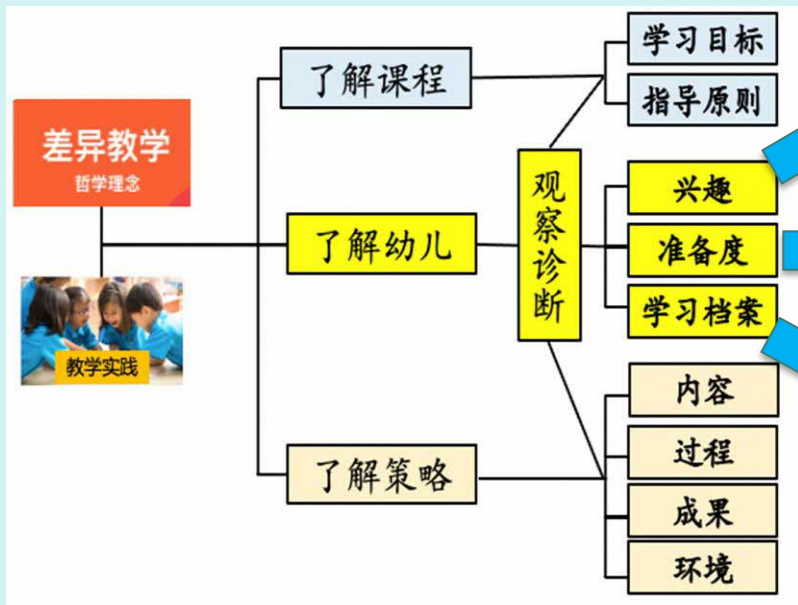 差异教学
哲学理念
教学实践
了解课程
学习目标
指导原则
了解幼儿
观察诊断
兴趣
准备度
学习档案
了解策略
内容
过程
成果
环境